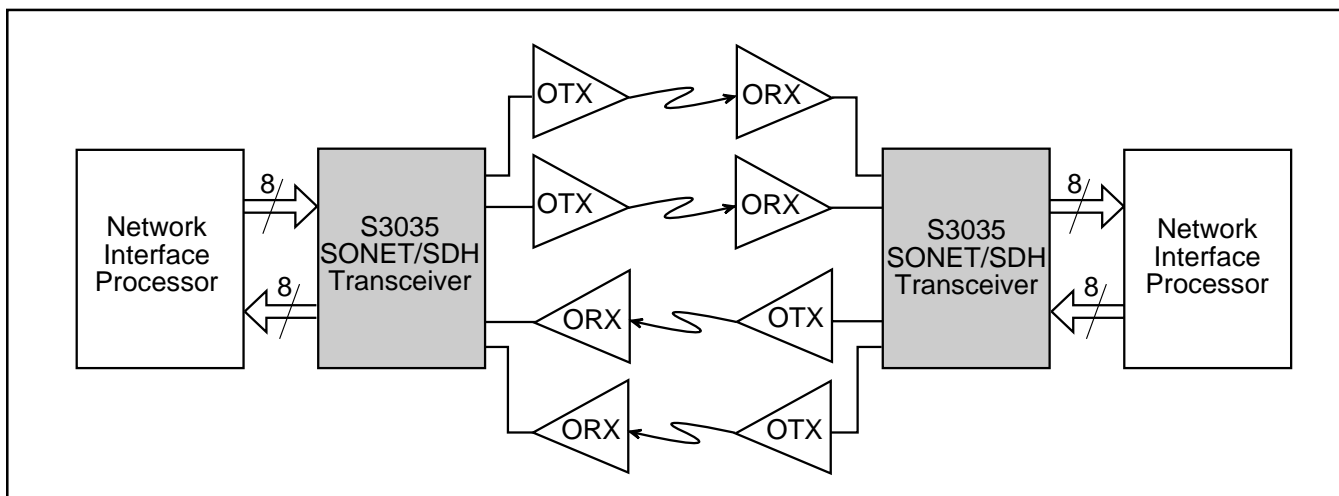 OTX
ORX
8
Network
Interface
Processor
8
S3035
SONET/SDH
Transceiver
OTX
ORX
S3035
SONET/SDH
Transceiver
8
8
Network
Interface
Processor
ORX
OTX
ORX
OTX